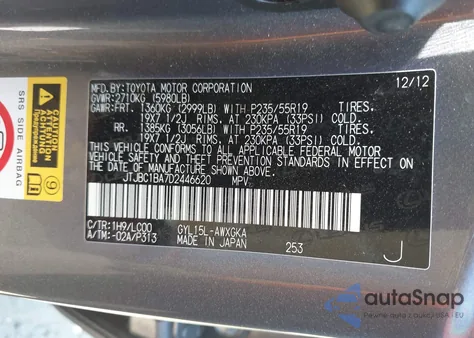 MFD.BY:TOYOTA MOTOR CORPORATION 12/12
GVWR:2710KG (5980LB)
GAWR:FRT. 1360KG (2999LB) WITH P235/55R19 TIRES.
19X7 1/2J RIMS. AT 230KPA (33PSI) COLD
RR. 1385KG (3056LB) WITH P235/55R19 TIRES.
19X7 1/2J RIMS. AT 230KPA (33PSI) COLD
THIS VEHICLE CONFORMS TO ALL APPLICABLE FEDERAL MOTOR
VEHICLE SAFETY AND BUMPER STANDARDS IN EFFECT ON
THE DATE OF MANUFACTURE SHOWN ABOVE.
JTJBC1BA7D2446620 MPV
C/TR:1H9/LC00 GYL15L-AWXGKA
A/TM:-02A/P313 MADE IN JAPAN 253 J
SRS SIDE AIRBAG
9
autoSnap